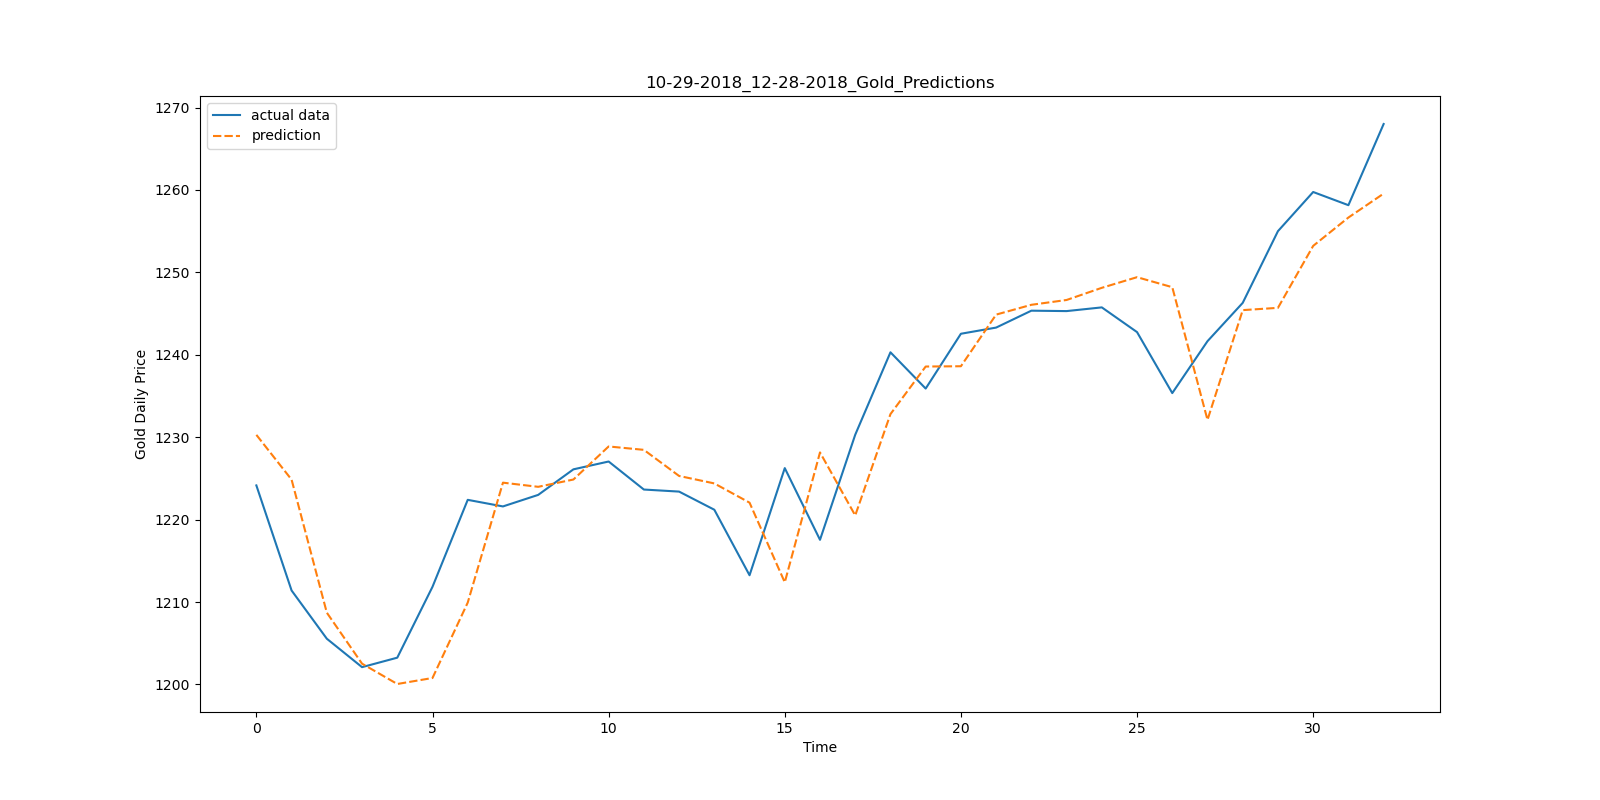 10-29-2018_12-28-2018_Gold_Predictions
actual data
prediction
Gold Daily Price
1270
1260
1250
1240
1230
1220
1210
1200
0 5 10 15 20 25 30
Time